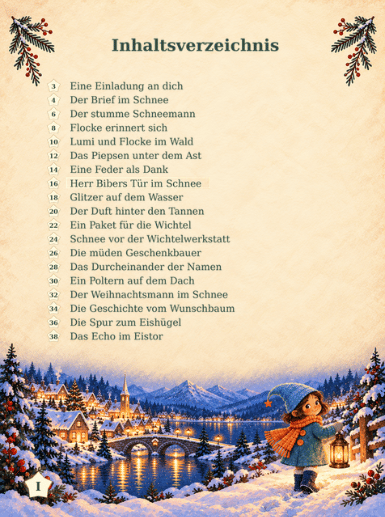 Inhaltsverzeichnis
3 Eine Einladung an dich
4 Der Brief im Schnee
6 Der stumme Schneemann
8 Flocke erinnert sich
10 Lumi und Flocke im Wald
12 Das Piepsen unter dem Ast
14 Eine Feder als Dank
16 Herr Bibers Tür im Schnee
18 Glitzer auf dem Wasser
20 Der Duft hinter den Tannen
22 Ein Paket für die Wichtel
24 Schnee vor der Wichtelwerkstatt
26 Die müden Geschenkbauer
28 Das Durcheinander der Namen
30 Ein Poltern auf dem Dach
32 Der Weihnachtsmann im Schnee
34 Die Geschichte vom Wunschbaum
36 Die Spur zum Eishügel
38 Das Echo im Eistor
I